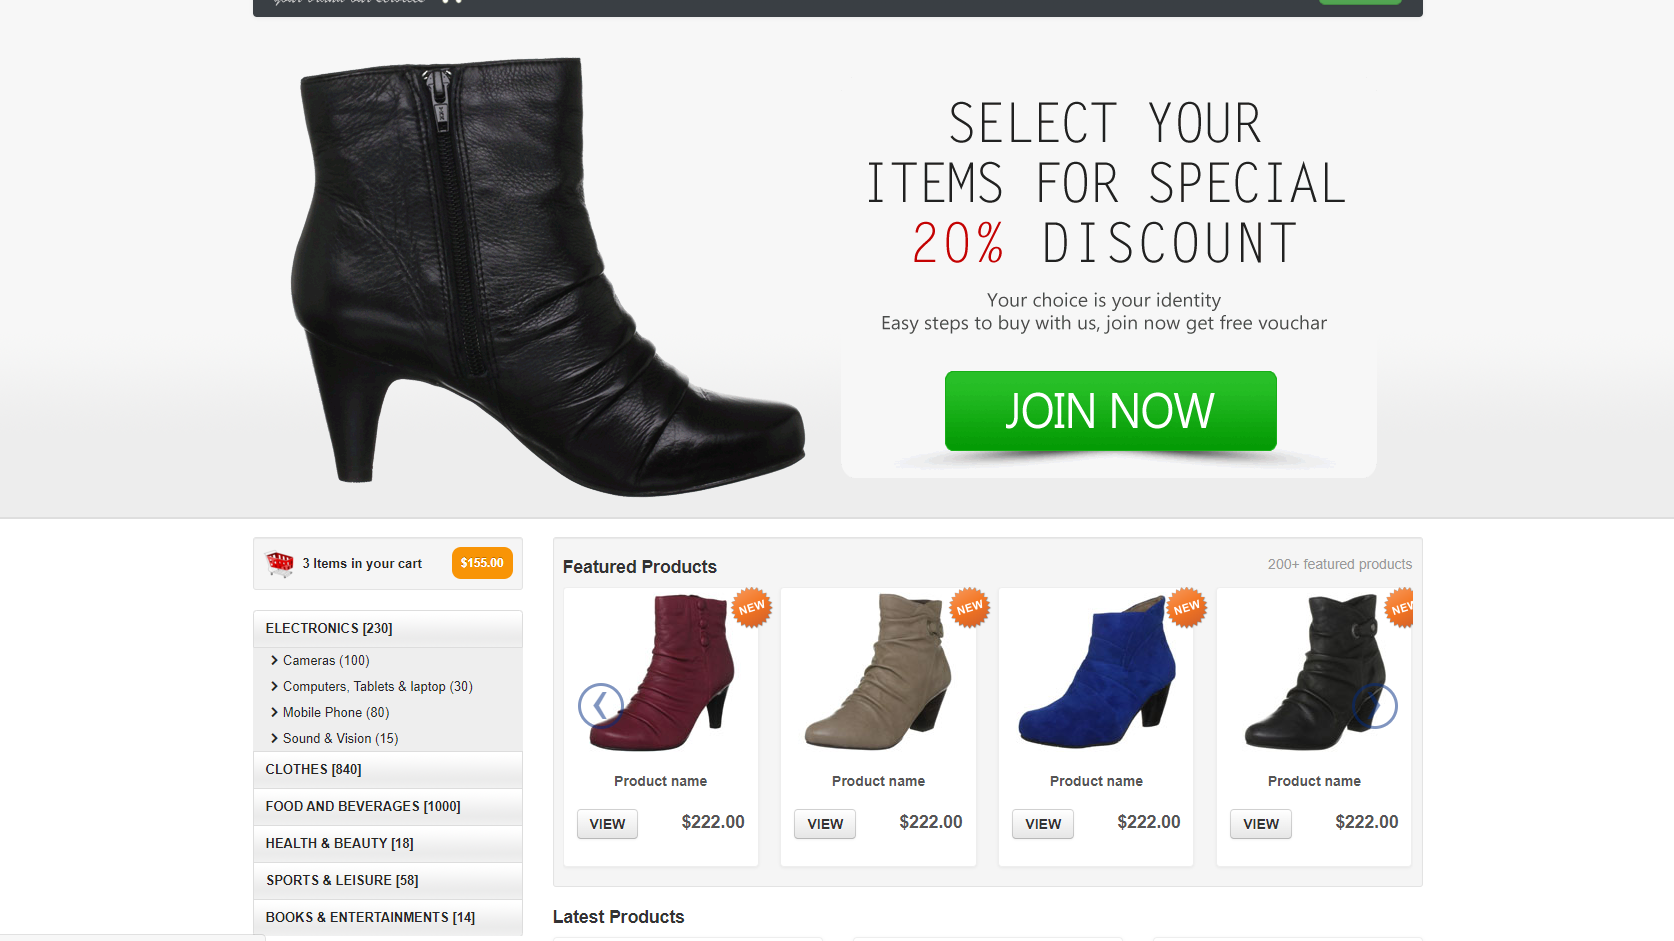 SELECT YOUR
ITEMS FOR SPECIAL
20% DISCOUNT
Your choice is your identity
Easy steps to buy with us, join now get free vouchar
JOIN NOW
3 Items in your cart $155.00
ELECTRONICS [230]
Cameras (100)
Computers, Tablets & laptop (30)
Mobile Phone (80)
Sound & Vision (15)
CLOTHES [840]
FOOD AND BEVERAGES [1000]
HEALTH & BEAUTY [18]
SPORTS & LEISURE [58]
BOOKS & ENTERTAINMENTS [14]
Featured Products 200+ featured products
NEW NEW NEW NEW
Product name Product name Product name Product name
VIEW $222.00 VIEW $222.00 VIEW $222.00 VIEW $222.00
Latest Products